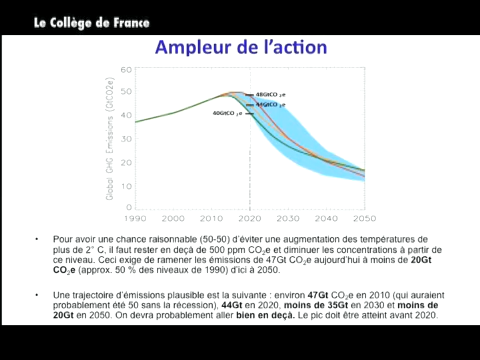 Le Collège de France
Ampleur de l'action
60
50
40
30
20
10
0
Global GHG Emissions [GtCO2e]
48GtCO 2e
44GtCO 2e
40GtCO 2e
1990 2000 2010 2020 2030 2040 2050
• Pour avoir une chance raisonnable (50-50) d'éviter une augmentation des températures de
plus de 2° C, il faut rester en deçà de 500 ppm CO2e et diminuer les concentrations à partir de
ce niveau. Ceci exige de ramener les émissions de 47Gt CO2e aujourd'hui à moins de 20Gt
CO2e (approx. 50 % des niveaux de 1990) d'ici à 2050.
• Une trajectoire d'émissions plausible est la suivante : environ 47Gt CO2e en 2010 (qui auraient
probablement été 50 sans la récession), 44Gt en 2020, moins de 35Gt en 2030 et moins de
20Gt en 2050. On devra probablement aller bien en deçà. Le pic doit être atteint avant 2020.